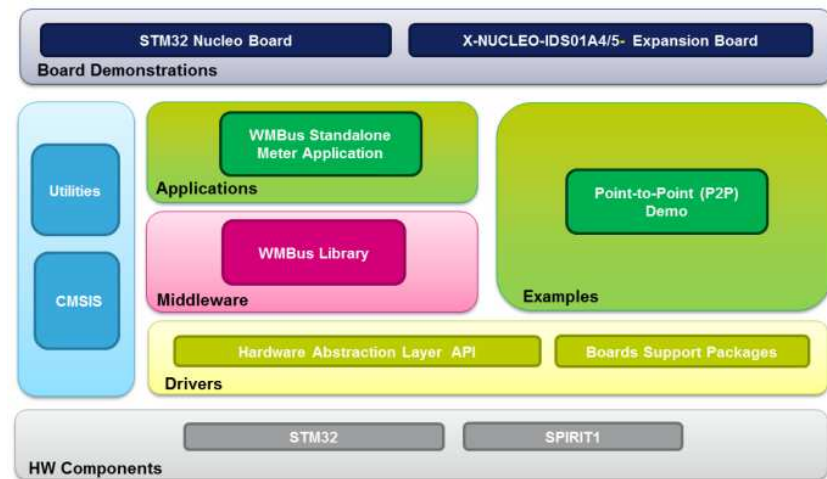 STM32 Nucleo Board
X-NUCLEO-IDS01A4/5- Expansion Board
Board Demonstrations
Utilities
CMSIS
WMBus Standalone
Meter Application
Applications
WMBus Library
Middleware
Point-to-Point (P2P)
Demo
Examples
Hardware Abstraction Layer API
Boards Support Packages
Drivers
STM32
SPIRIT1
HW Components